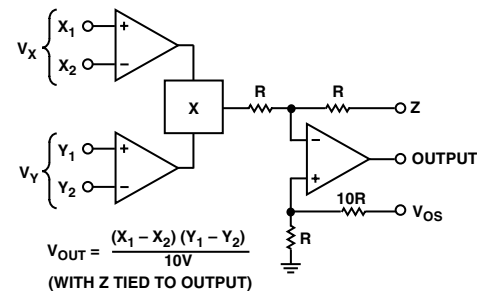 X1
+
VX
X2
−
X
R
R
Z
Y1
+
VY
Y2
−
−
OUTPUT
+
10R
VOS
R
VOUT = (X1 – X2) (Y1 – Y2)
10V
(WITH Z TIED TO OUTPUT)